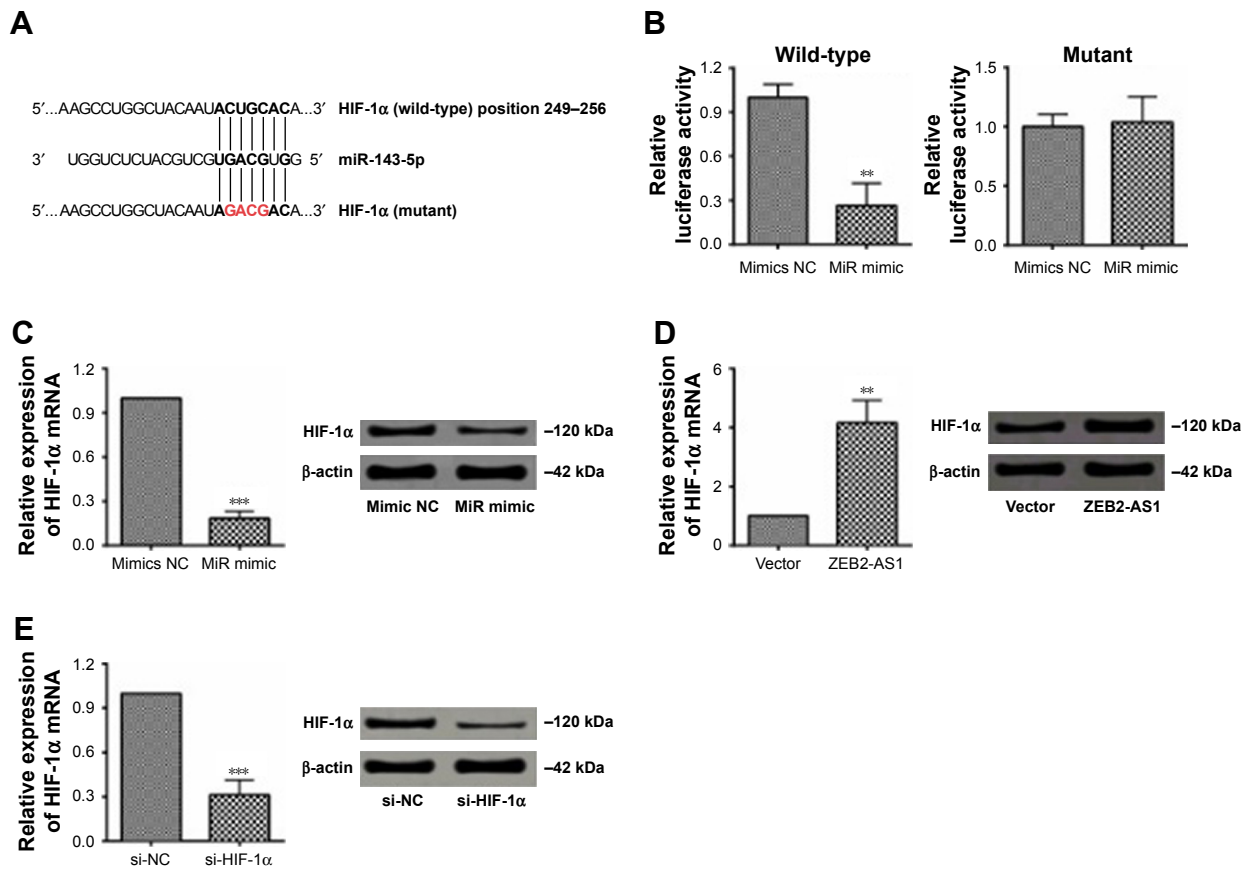 A
5′...AAGCCUGGCUACAAUACUGCACA...3′ HIF-1α (wild-type) position 249–256
3′ UGGUCUCUACGUCGUGACGUGG 5′ miR-143-5p
5′...AAGCCUGGCUACAAUAGACGACA...3′ HIF-1α (mutant)
B
Wild-type
Relative
luciferase activity
1.2
0.9
0.6
0.3
0.0
**
Mimics NC MiR mimic
Mutant
Relative
luciferase activity
1.5
1.0
0.5
0.0
Mimics NC MiR mimic
C
Relative expression
of HIF-1α mRNA
1.2
0.9
0.6
0.3
0.0
***
Mimics NC MiR mimic
HIF-1α –120 kDa
β-actin –42 kDa
Mimic NC MiR mimic
D
Relative expression
of HIF-1α mRNA
6
4
2
0
**
Vector ZEB2-AS1
HIF-1α –120 kDa
β-actin –42 kDa
Vector ZEB2-AS1
E
Relative expression
of HIF-1α mRNA
1.2
0.9
0.6
0.3
0.0
***
si-NC si-HIF-1α
HIF-1α –120 kDa
β-actin –42 kDa
si-NC si-HIF-1α